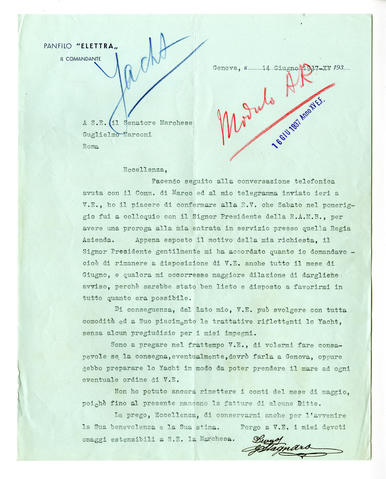 PANFILO "ELETTRA"
IL COMANDANTE
Yacht
Genova, a 14 Giugno 1937-XV 193
Modulo AR
16 GIU 1937 Anno XV E.F.
A S.E. il Senatore Marchese
Guglielmo Marconi
Roma
Eccellenza,
Facendo seguito alla conversazione telefonica
avuta con il Comm. di Marco ed al mio telegramma inviato ieri a
V.E., ho il piacere di confermare alla E.V. che Sabato nel pomerig-
gio fui a colloquio con il Signor Presidente della R.A.N.B., per
avere una proroga alla mia entrata in servizio presso quella Regia
Azienda. Appena esposto il motivo della mia richiesta, il
Signor Presidente gentilmente mi ha accordato quanto io domandavo -
cioè di rimanere a disposizione di V.E. anche tutto il mese di
Giugno, e qualora mi occorresse maggiore dilazione di darglielo
avviso, perchè sarebbe stato ben lieto e disposto a favorirmi in
tutto quanto era possibile.
Di conseguenza, del lato mio, V.E. può svolgere con tutta
comodità ed a Suo piacimento le trattative riflettenti lo Yacht,
senza alcun pregiudizio per i miei impegni.
Sono a pregare nel frattempo V.E., di volermi fare consa-
pevole se la consegna, eventualmente, dovrò farla a Genova, oppure
debbo preparare lo Yacht in modo da poter prendere il mare ad ogni
eventuale ordine di V.E.
Non ho potuto ancora rimettere i conti del mese di maggio,
poichè fino al presente mancano le fatture di alcune Ditte.
La prego, Eccellenza, di conservarmi anche per l'avvenire
la Sua benevolenza e la Sua stima. Porgo a V.E. i miei devoti
omaggi estensibili a S.E. la Marchesa.